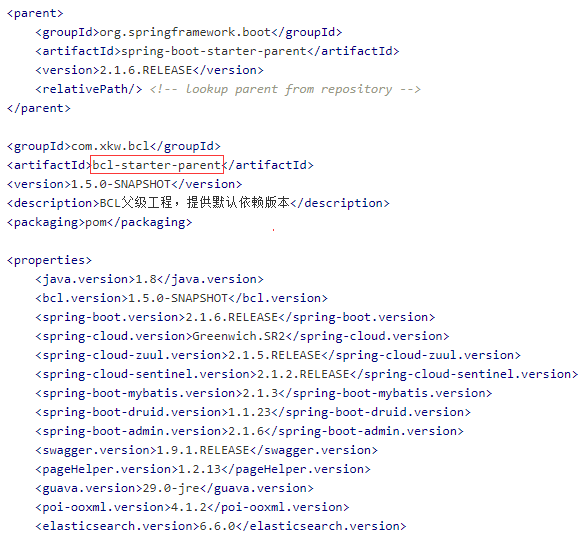 <parent>
<groupId>org.springframework.boot</groupId>
<artifactId>spring-boot-starter-parent</artifactId>
<version>2.1.6.RELEASE</version>
<relativePath/> <!-- Lookup parent from repository -->
</parent>
<groupId>com.xkw.bcl</groupId>
<artifactId>bcl-starter-parent</artifactId>
<version>1.5.0-SNAPSHOT</version>
<description>BCL父级工程，提供默认依赖版本</description>
<packaging>pom</packaging>
<properties>
<java.version>1.8</java.version>
<bcl.version>1.5.0-SNAPSHOT</bcl.version>
<spring-boot.version>2.1.6.RELEASE</spring-boot.version>
<spring-cloud.version>Greenwich.SR2</spring-cloud.version>
<spring-cloud-zuul.version>2.1.5.RELEASE</spring-cloud-zuul.version>
<spring-cloud-sentinel.version>2.1.2.RELEASE</spring-cloud-sentinel.version>
<spring-boot-mybatis.version>2.1.3</spring-boot-mybatis.version>
<spring-boot-druid.version>1.1.23</spring-boot-druid.version>
<spring-boot-admin.version>2.1.6</spring-boot-admin.version>
<swagger.version>1.9.1.RELEASE</swagger.version>
<pageHelper.version>1.2.13</pageHelper.version>
<guava.version>29.0-jre</guava.version>
<poi-ooxml.version>4.1.2</poi-ooxml.version>
<elasticsearch.version>6.6.0</elasticsearch.version>